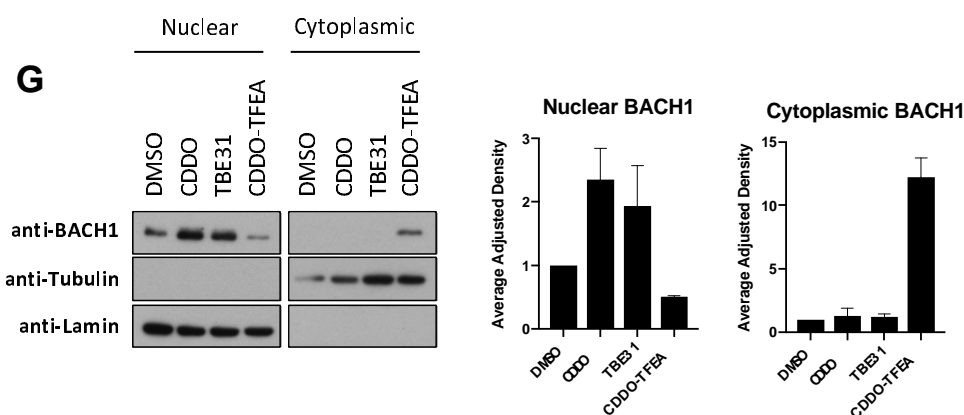 G
Nuclear Cytoplasmic
DMSO CDDO TBE31 CDDO-TFEA DMSO CDDO TBE31 CDDO-TFEA
anti-BACH1
anti-Tubulin
anti-Lamin
Nuclear BACH1
Average Adjusted Density
3
2
1
0
DMSO CDDO TBE31 CDDO-TFEA
Cytoplasmic BACH1
Average Adjusted Density
15
10
5
0
DMSO CDDO TBE31 CDDO-TFEA